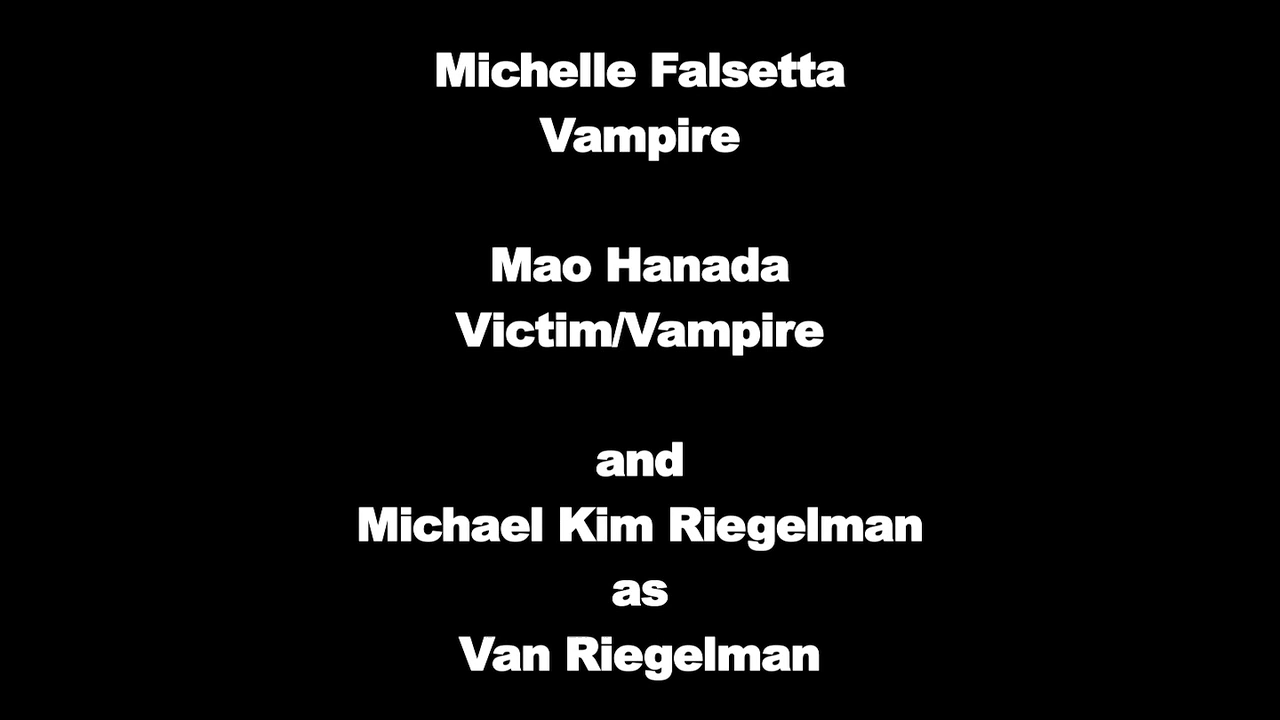 Michelle Falsetta
Vampire
Mao Hanada
Victim/Vampire
and
Michael Kim Riegelman
as
Van Riegelman